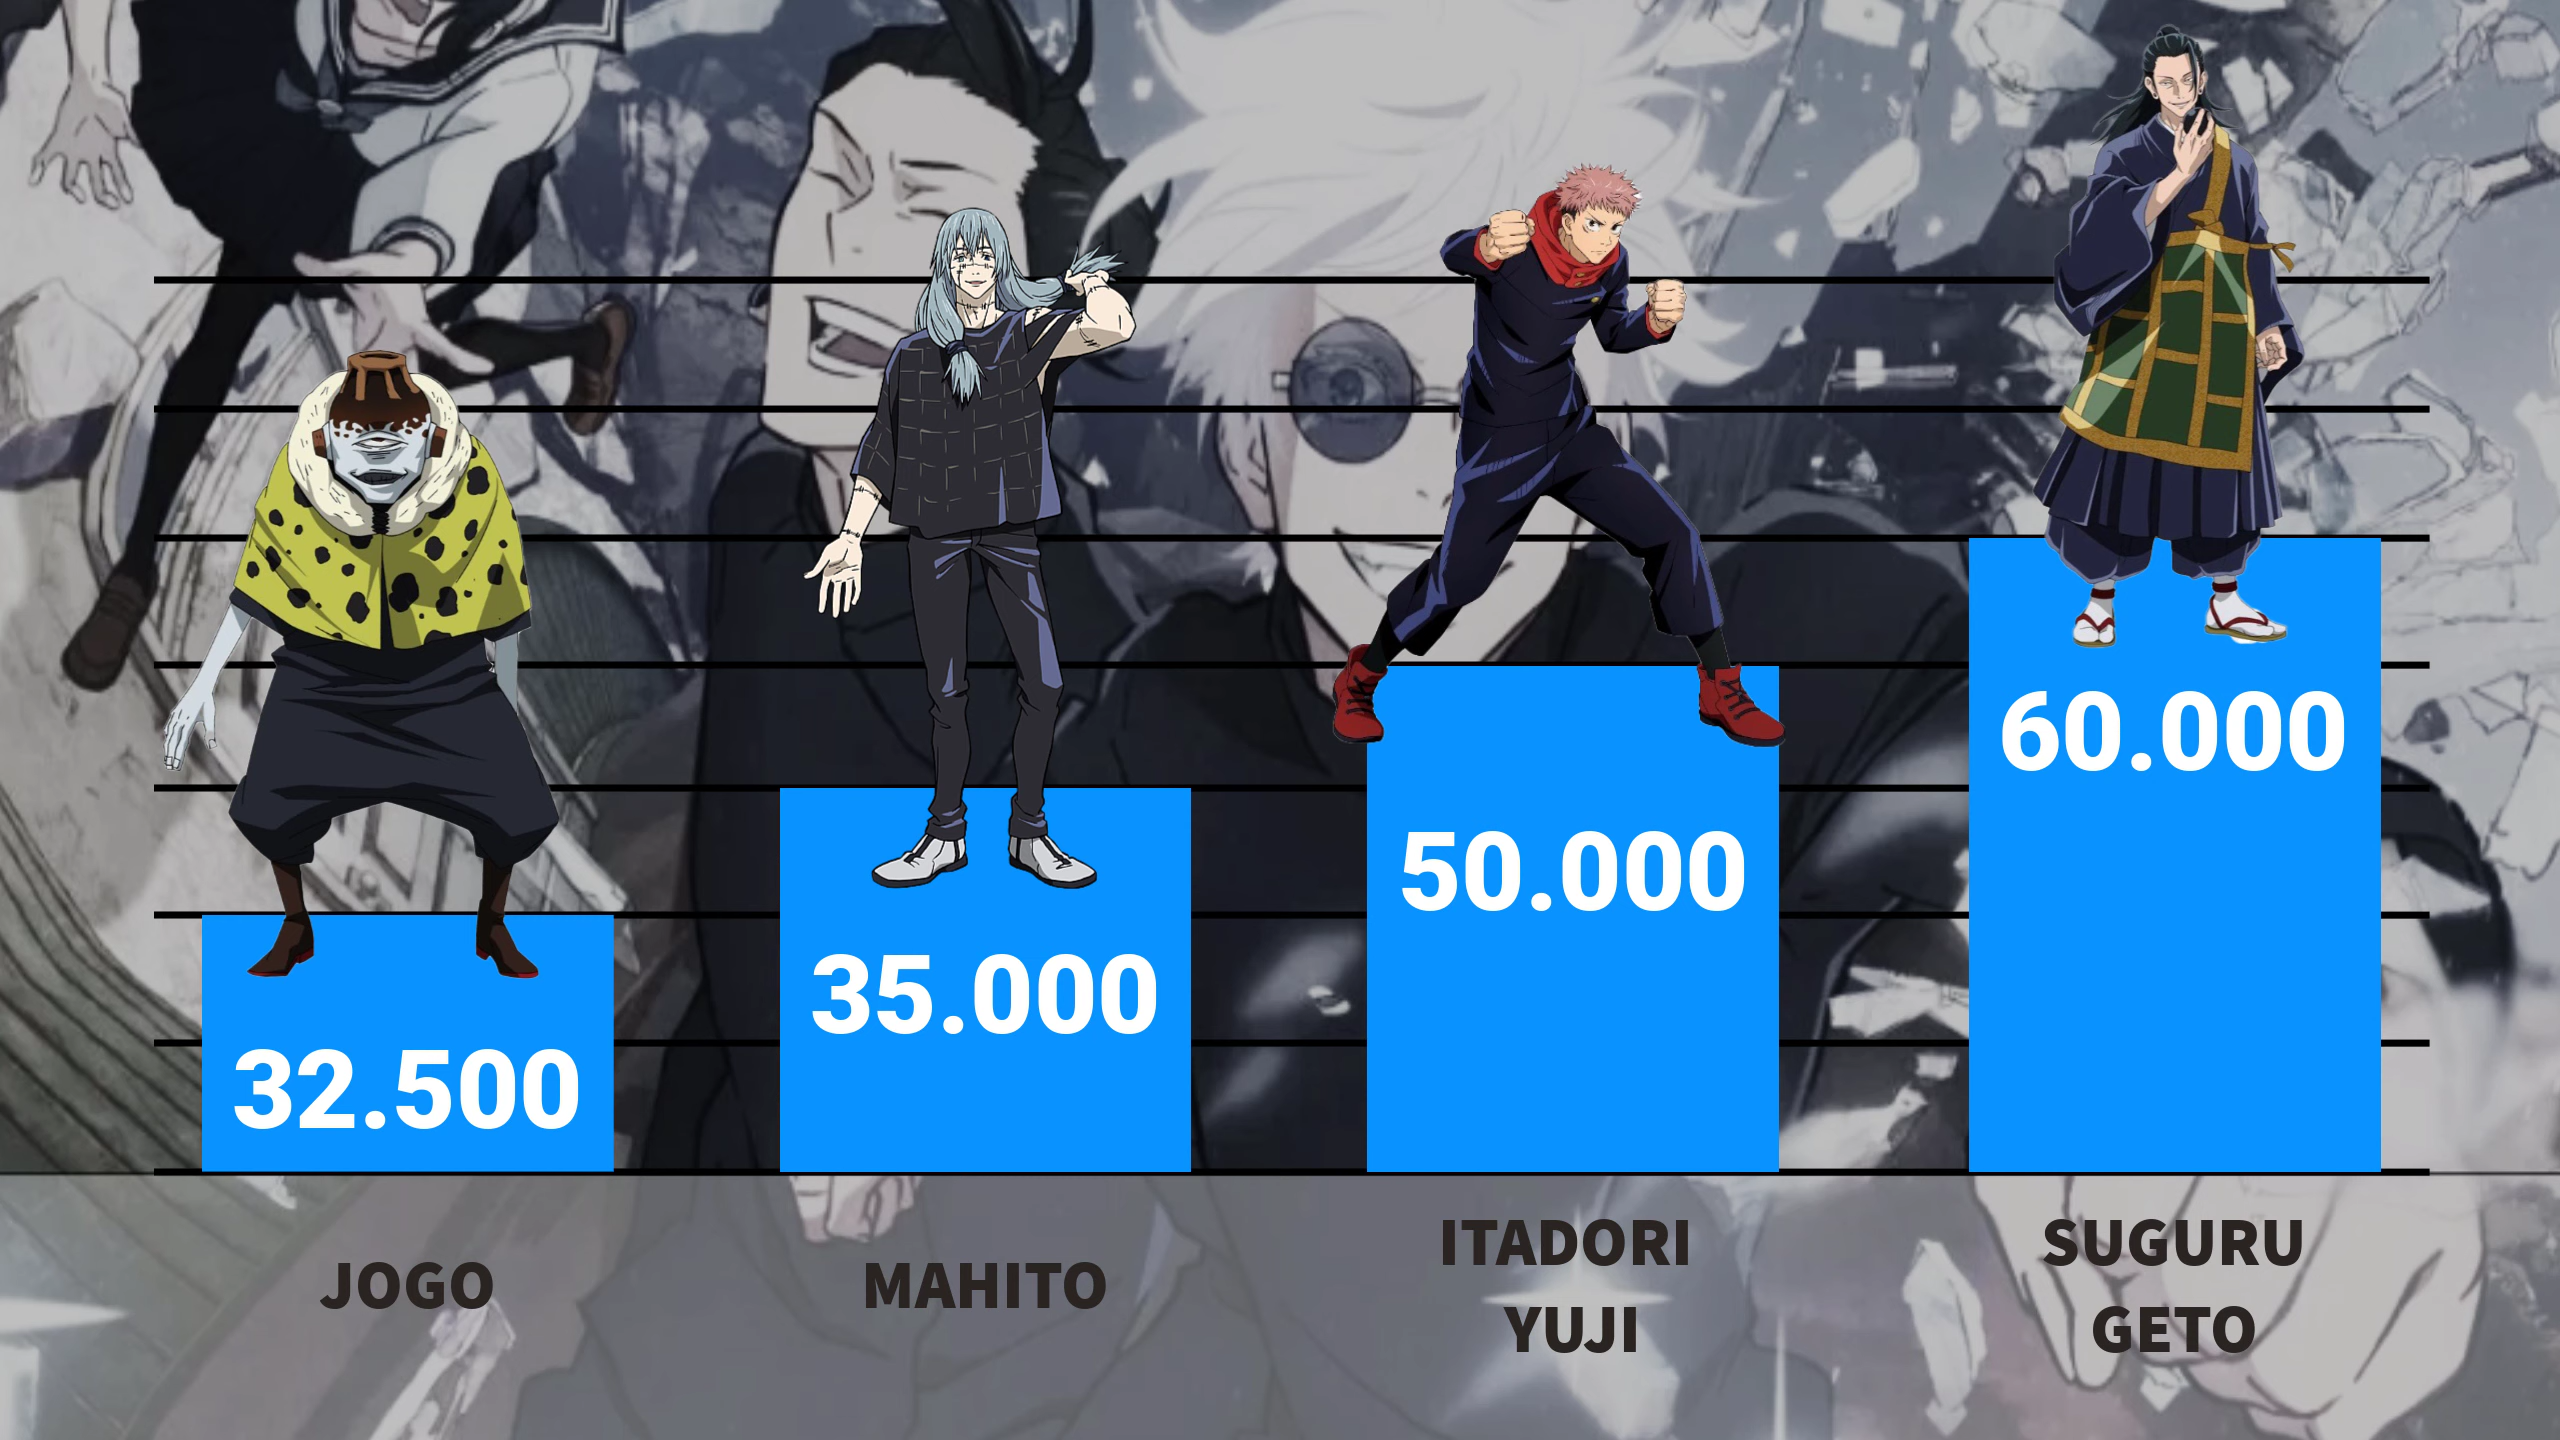 32.500
35.000
50.000
60.000
JOGO
MAHITO
ITADORI
YUJI
SUGURU
GETO